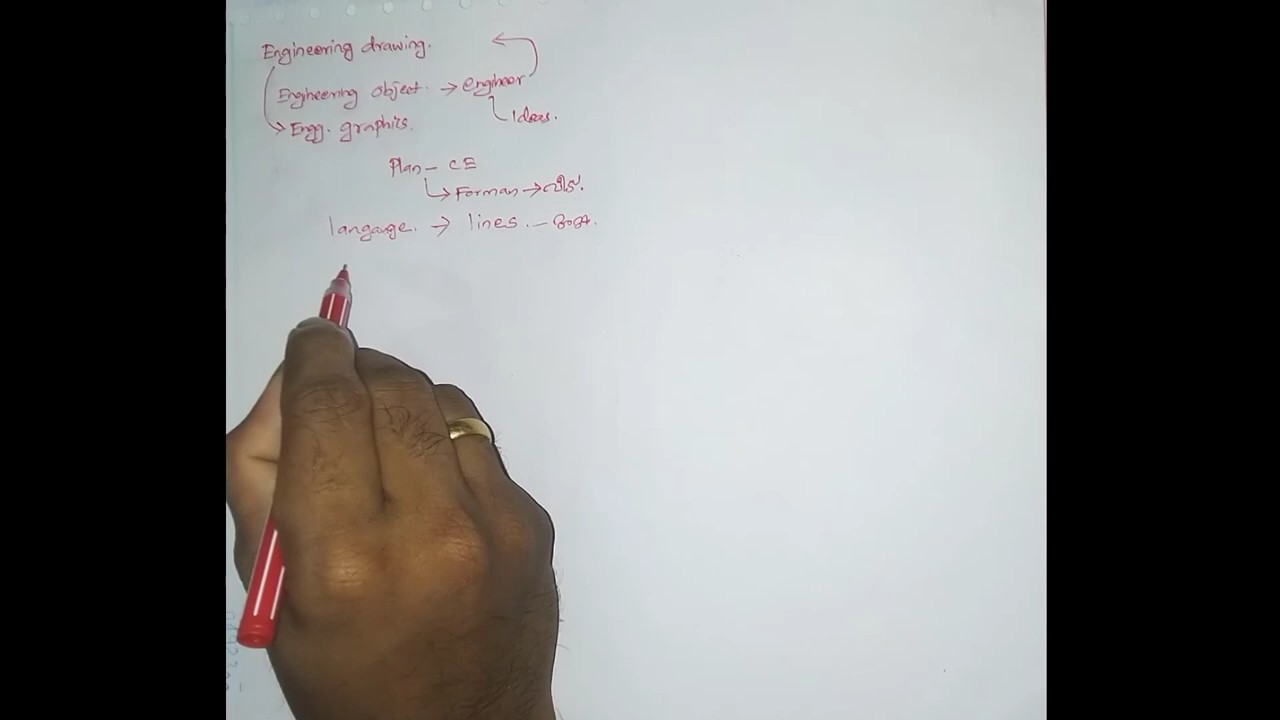 Engineering drawing.
Engineering object. → engineer
Ideas.
→ Engg. graphics.
Plan – CE
↳ Forman → വീട്.
langauge. → lines. –